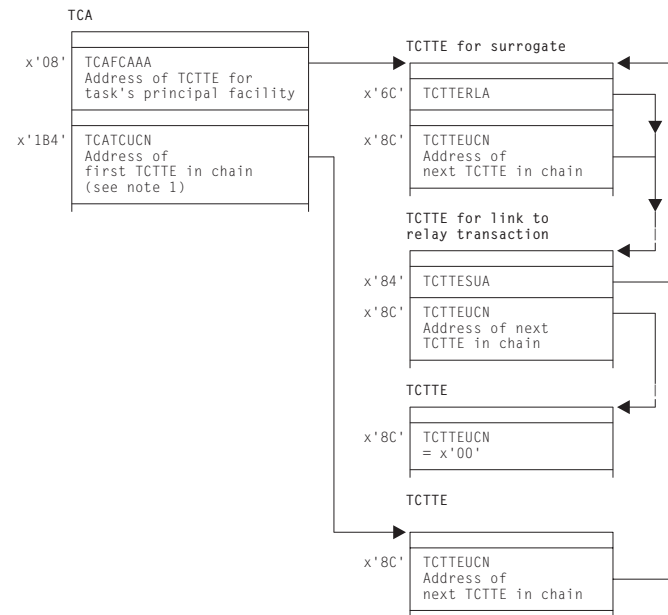 TCA
x'08' TCAFCAAA
Address of TCTTE for
task's principal facility
x'1B4' TCATCUCN
Address of
first TCTTE in chain
(see note 1)
TCTTE for surrogate
x'6C' TCTTERLA
x'8C' TCTTEUCN
Address of
next TCTTE in chain
TCTTE for link to
relay transaction
x'84' TCTTESUA
x'8C' TCTTEUCN
Address of next
TCTTE in chain
TCTTE
x'8C' TCTTEUCN
= x'00'
TCTTE
x'8C' TCTTEUCN
Address of
next TCTTE in chain